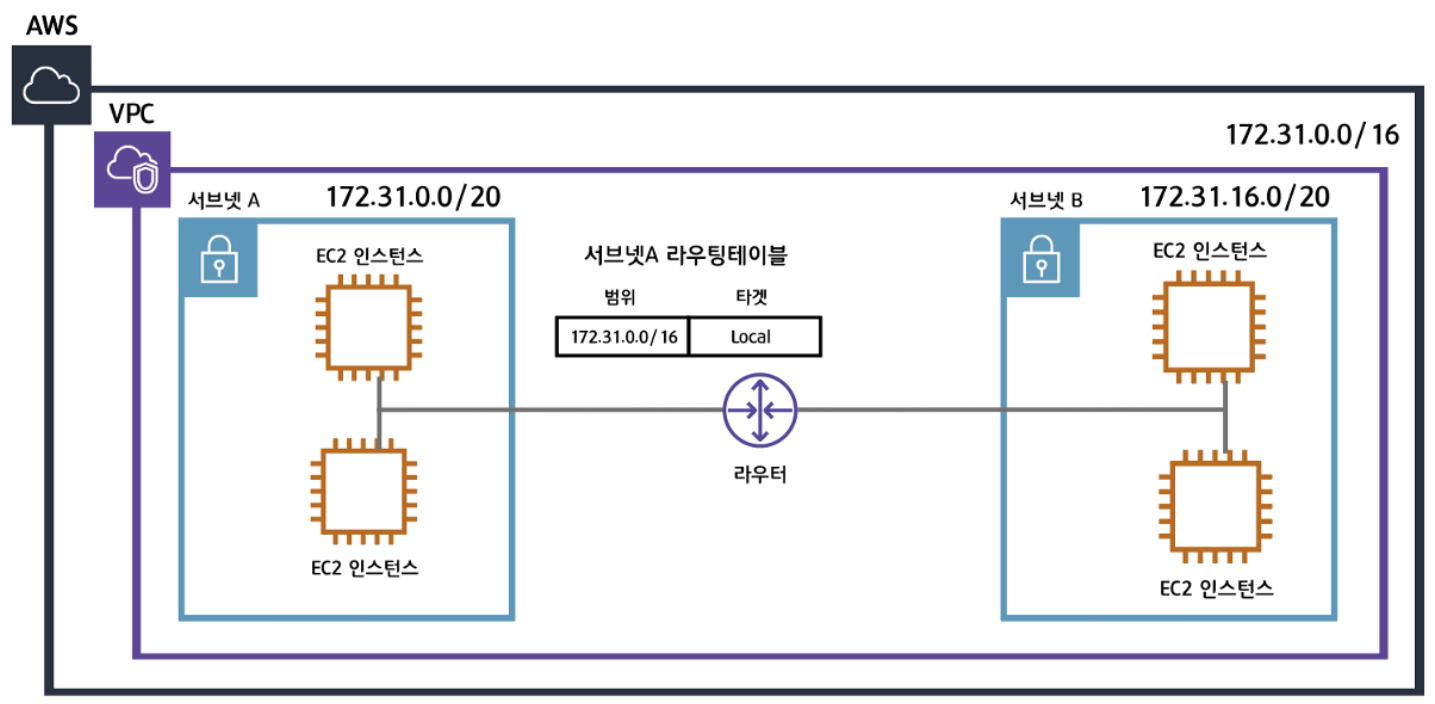 AWS
VPC
172.31.0.0/16
서브넷 A
172.31.0.0/20
서브넷 B
172.31.16.0/20
EC2 인스턴스
서브넷A 라우팅테이블
EC2 인스턴스
범위
타겟
172.31.0.0/16
Local
라우터
EC2 인스턴스
EC2 인스턴스